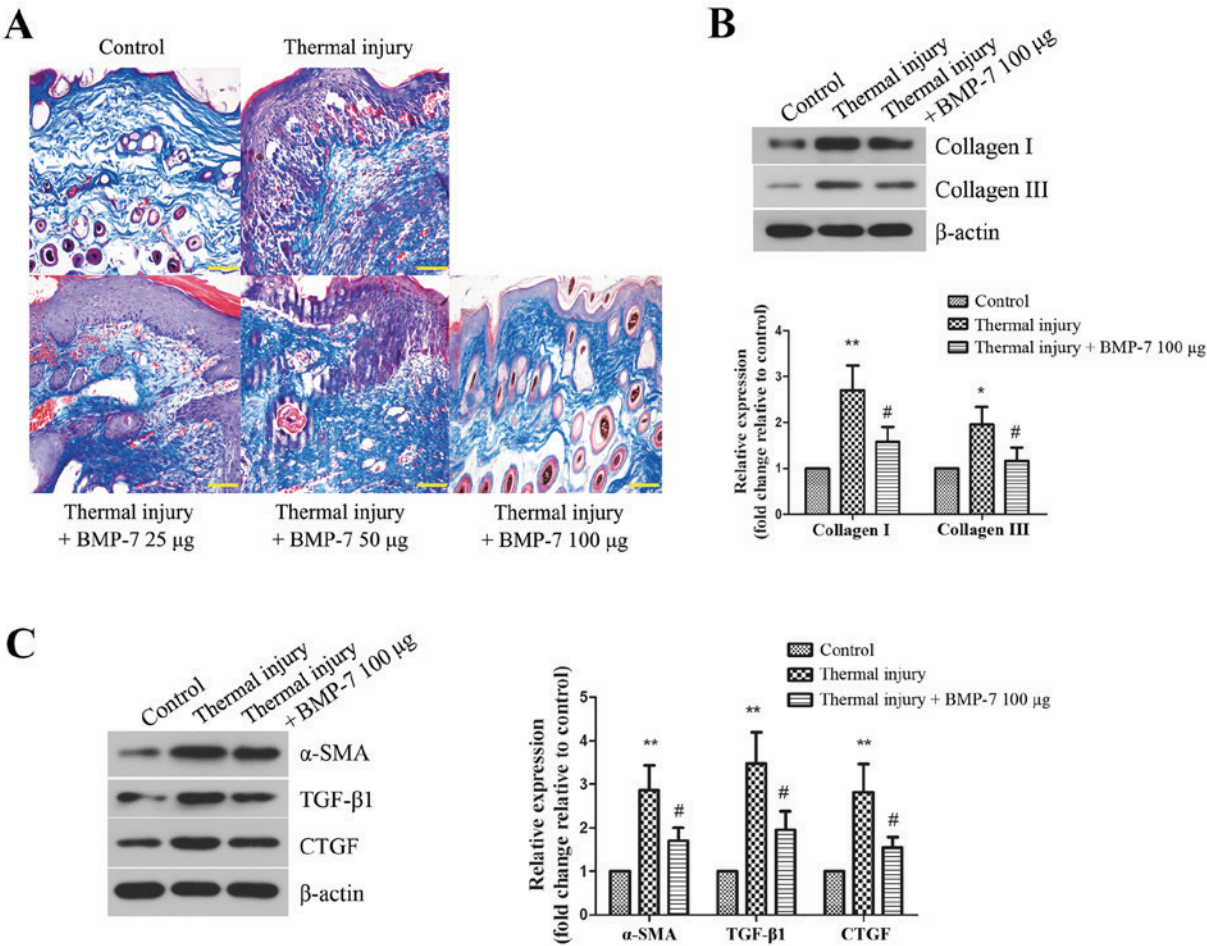 A
Control
Thermal injury
Thermal injury
+ BMP-7 25 μg
Thermal injury
+ BMP-7 50 μg
Thermal injury
+ BMP-7 100 μg
B
Control
Thermal injury
Thermal injury
+ BMP-7 100 μg
Collagen I
Collagen III
β-actin
Control
Thermal injury
Thermal injury + BMP-7 100 μg
Relative expression
(fold change relative to control)
4
3
2
1
0
**
#
*
#
Collagen I
Collagen III
C
Control
Thermal injury
Thermal injury
+ BMP-7 100 μg
α-SMA
TGF-β1
CTGF
β-actin
Control
Thermal injury
Thermal injury + BMP-7 100 μg
Relative expression
(fold change relative to control)
5
4
3
2
1
0
**
#
**
#
**
#
α-SMA
TGF-β1
CTGF